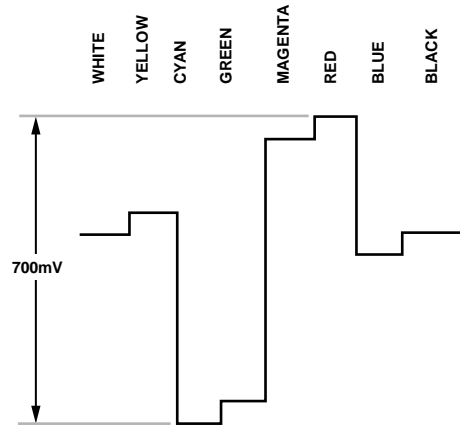 WHITE
YELLOW
CYAN
GREEN
MAGENTA
RED
BLUE
BLACK
700mV